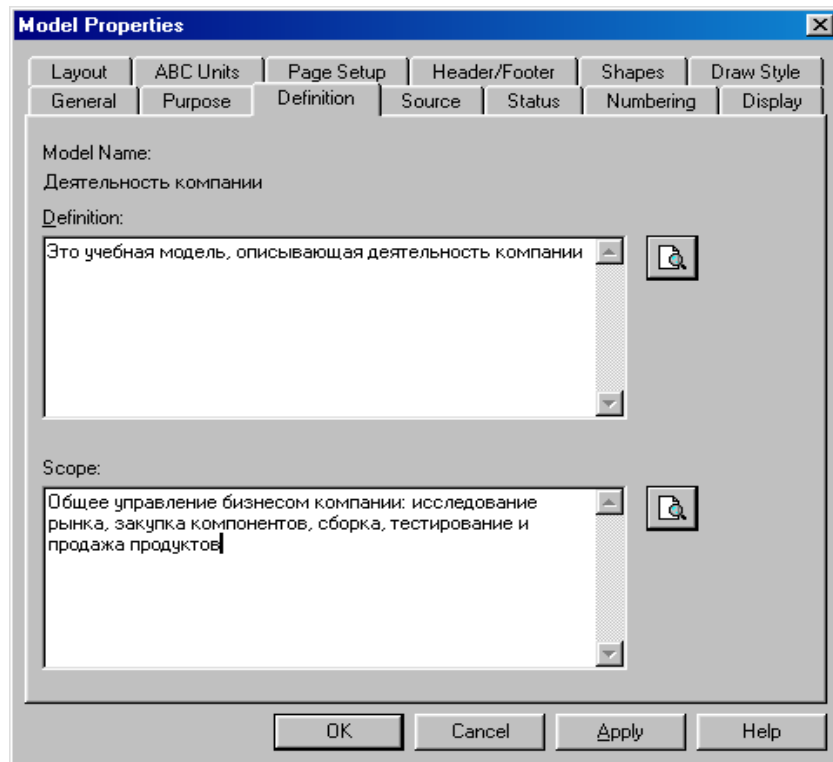 Model Properties
Layout ABC Units Page Setup Header/Footer Shapes Draw Style
General Purpose Definition Source Status Numbering Display
Model Name:
Деятельность компании
Definition:
Это учебная модель, описывающая деятельность компании
Scope:
Общее управление бизнесом компании: исследование
рынка, закупка компонентов, сборка, тестирование и
продажа продуктов
OK Cancel Apply Help